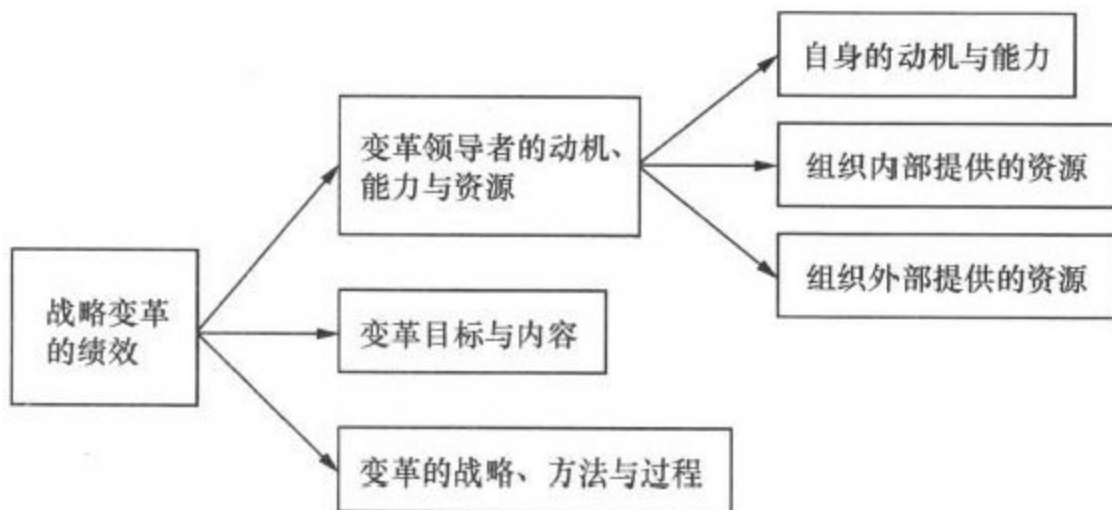 自身的动机与能力
变革领导者的动机、
能力与资源
组织内部提供的资源
组织外部提供的资源
战略变革
的绩效
变革目标与内容
变革的战略、方法与过程